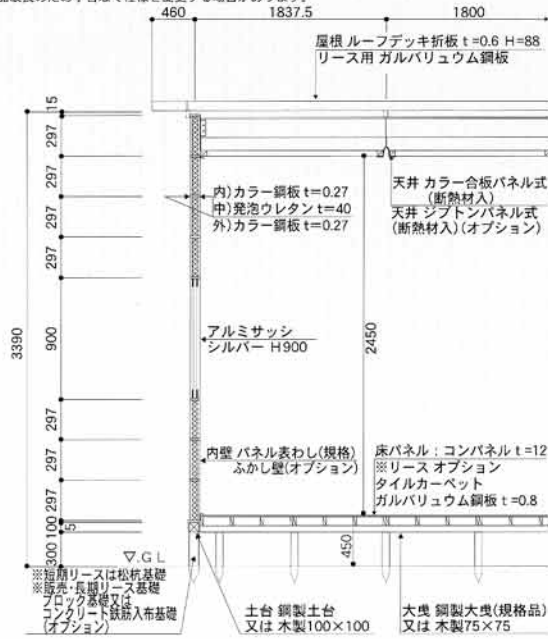 460 1837.5 1800
屋根 ルーフデッキ折板 t=0.6 H=88
リース用 ガルバリュウム鋼板
15
297
297
297
297
900
297
297
297
100
5
300
3390
内)カラー鋼板 t=0.27
中)発泡ウレタン t=40
外)カラー鋼板 t=0.27
天井 カラー合板パネル式
(断熱材入)
天井 ジプトンパネル式
(断熱材入)(オプション)
アルミサッシ
シルバー H900
2450
内壁 パネル表わし(規格)
ふかし壁(オプション)
床パネル:コンパネル t=12
※リース オプション
タイルカーペット
ガルバリュウム鋼板 t=0.8
450
▽.GL
※短期リースは松杭基礎
※販売・長期リース基礎
ブロック基礎又は
コンクリート鉄筋入布基礎
(オプション)
土台 鋼製土台
又は 木製100×100
大曳 鋼製大曳(規格品)
又は 木製75×75